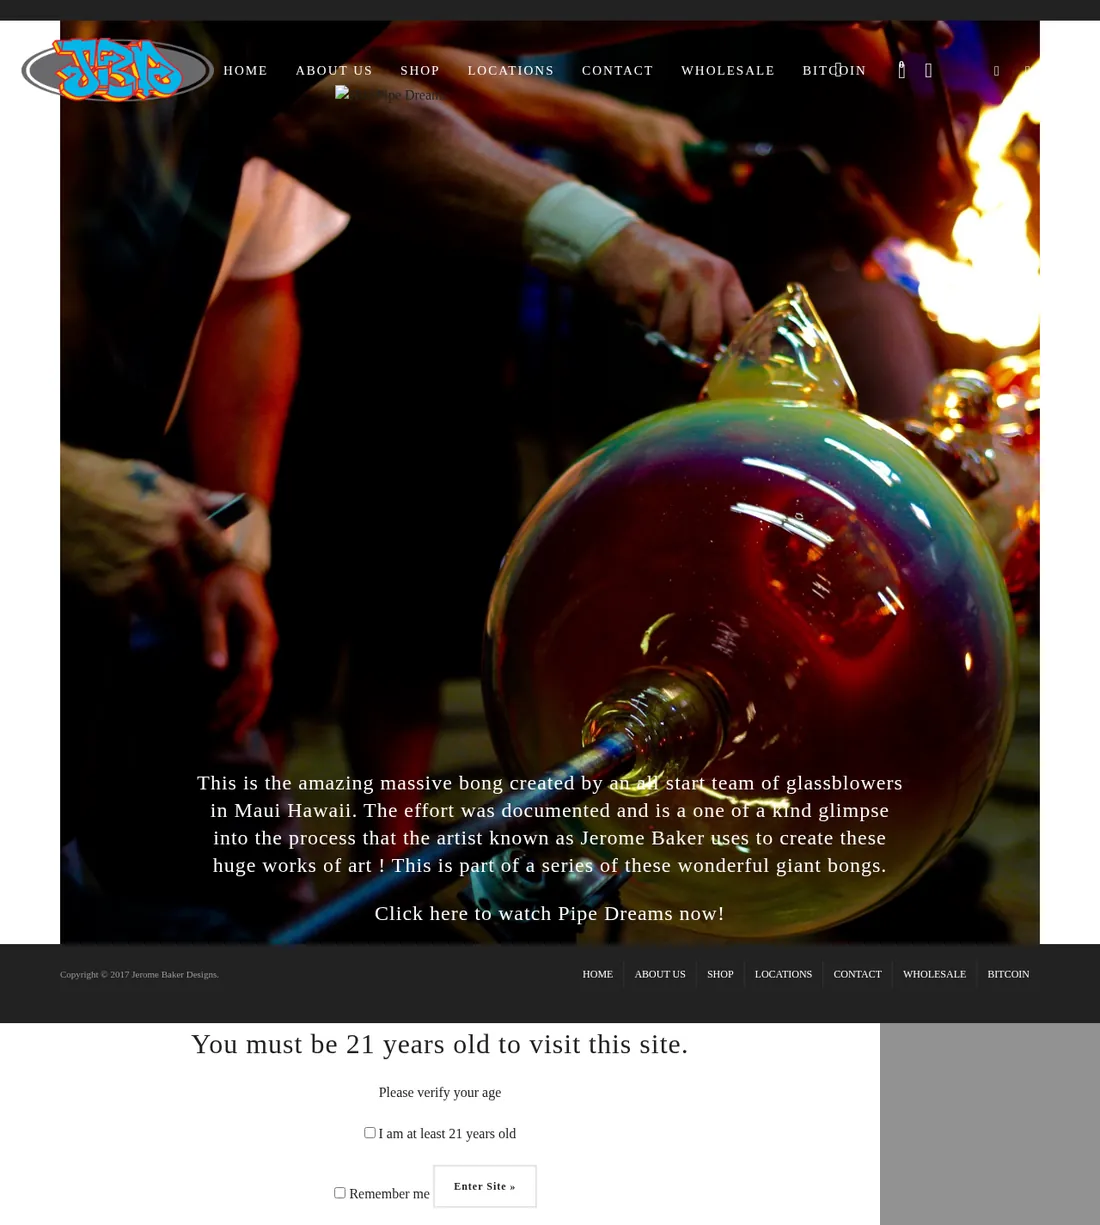 JBD
HOME ABOUT US SHOP LOCATIONS CONTACT WHOLESALE BITCOIN
0
Pipe Dream
This is the amazing massive bong created by an all start team of glassblowers
in Maui Hawaii. The effort was documented and is a one of a kind glimpse
into the process that the artist known as Jerome Baker uses to create these
huge works of art ! This is part of a series of these wonderful giant bongs.
Click here to watch Pipe Dreams now!
Copyright © 2017 Jerome Baker Designs.
HOME ABOUT US SHOP LOCATIONS CONTACT WHOLESALE BITCOIN
You must be 21 years old to visit this site.
Please verify your age
I am at least 21 years old
Remember me Enter Site »